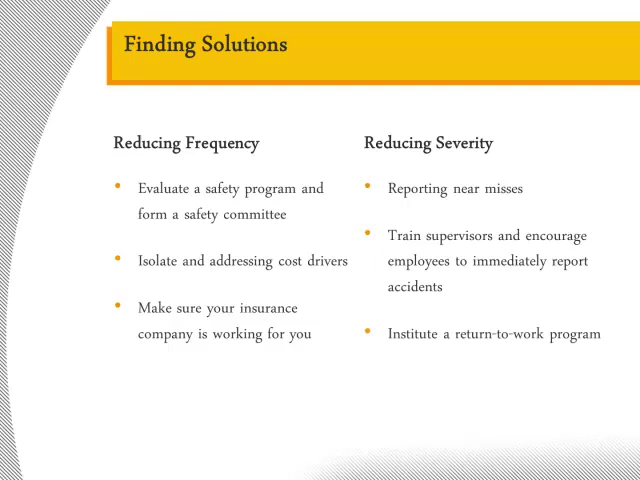 Finding Solutions
Reducing Frequency
• Evaluate a safety program and
form a safety committee
• Isolate and addressing cost drivers
• Make sure your insurance
company is working for you
Reducing Severity
• Reporting near misses
• Train supervisors and encourage
employees to immediately report
accidents
• Institute a return-to-work program